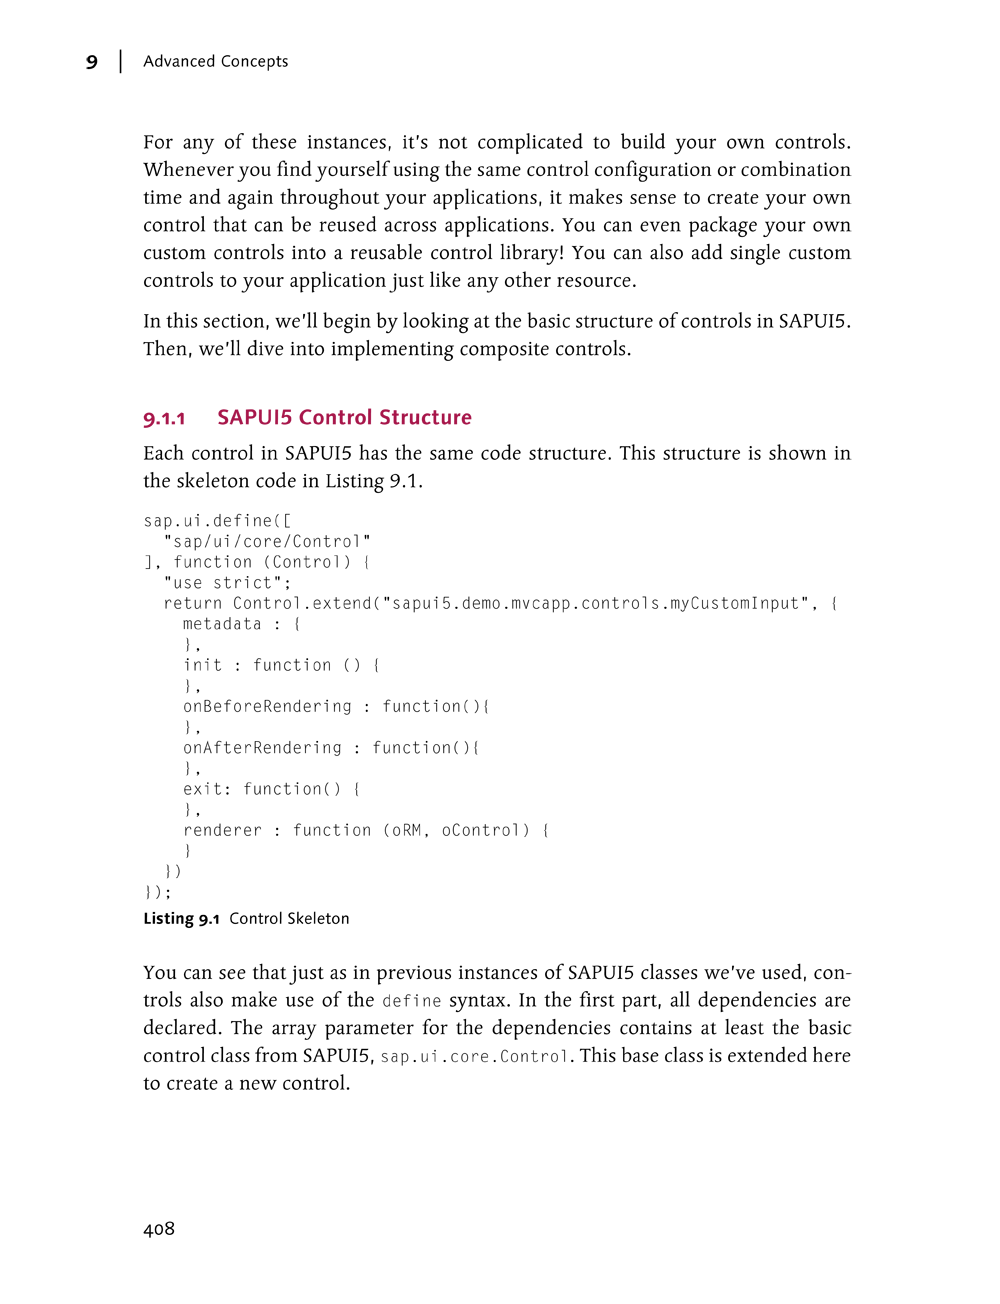 9 | Advanced Concepts
For any of these instances, it's not complicated to build your own controls.
Whenever you find yourself using the same control configuration or combination
time and again throughout your applications, it makes sense to create your own
control that can be reused across applications. You can even package your own
custom controls into a reusable control library! You can also add single custom
controls to your application just like any other resource.
In this section, we'll begin by looking at the basic structure of controls in SAPUI5.
Then, we'll dive into implementing composite controls.
9.1.1 SAPUI5 Control Structure
Each control in SAPUI5 has the same code structure. This structure is shown in
the skeleton code in Listing 9.1.
sap.ui.define([
  "sap/ui/core/Control"
], function (Control) {
  "use strict";
  return Control.extend("sapui5.demo.mvcapp.controls.myCustomInput", {
    metadata : {
    },
    init : function () {
    },
    onBeforeRendering : function(){
    },
    onAfterRendering : function(){
    },
    exit: function() {
    },
    renderer : function (oRM, oControl) {
    }
  })
});
Listing 9.1 Control Skeleton
You can see that just as in previous instances of SAPUI5 classes we've used, con-
trols also make use of the define syntax. In the first part, all dependencies are
declared. The array parameter for the dependencies contains at least the basic
control class from SAPUI5, sap.ui.core.Control. This base class is extended here
to create a new control.
408